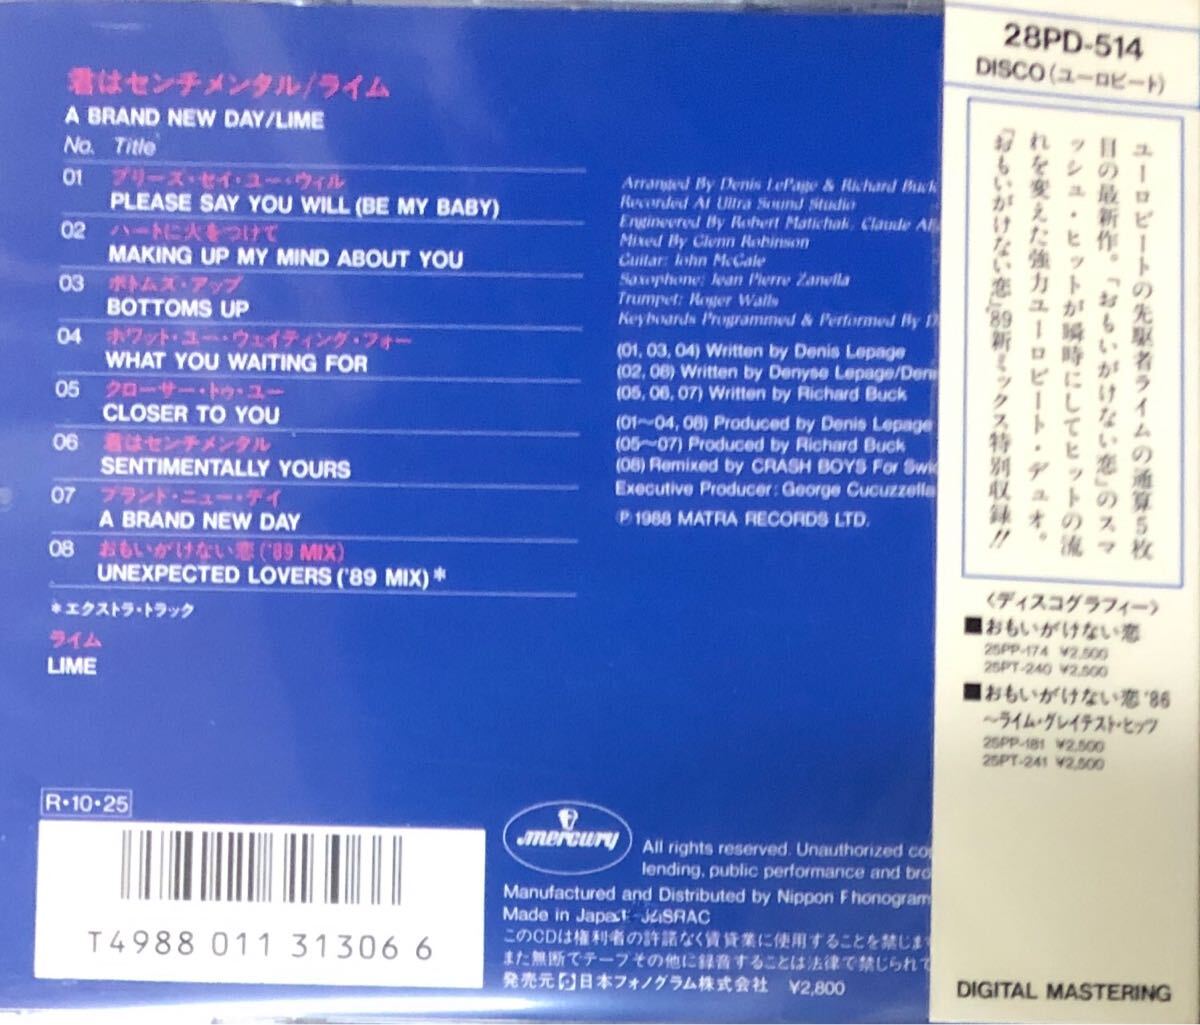 君はセンチメンタル/ライム
A BRAND NEW DAY/LIME
No. Title
01 プリーズ・セイ・ユー・ウィル
PLEASE SAY YOU WILL (BE MY BABY)
02 ハートに火をつけて
MAKING UP MY MIND ABOUT YOU
03 ボトムス・アップ
BOTTOMS UP
04 ホワット・ユー・ウェイティング・フォー
WHAT YOU WAITING FOR
05 クローサー・トゥ・ユー
CLOSER TO YOU
06 君はセンチメンタル
SENTIMENTALLY YOURS
07 ブラント・ニュー・デイ
A BRAND NEW DAY
08 おもいがけない恋('89 MIX)
UNEXPECTED LOVERS ('89 MIX)*
*エクストラ・トラック
ライム
LIME
Arranged By Denis LePage & Richard Buck
Recorded At Ultra Sound Studio
Engineered By Robert Matichak, Claude All
Mixed By Glenn Robinson
Guitar: John McGale
Saxophone: Jean Pierre Zanella
Trumpet: Roger Walls
Keyboards Programmed & Performed By D
(01, 03, 04) Written by Denis Lepage
(02, 08) Written by Denyse Lepage/Deni
(05, 06, 07) Written by Richard Buck
(01〜04, 08) Produced by Denis Lepage
(05〜07) Produced by Richard Buck
(08) Remixed by CRASH BOYS For Swi
Executive Producer: George Cucuzzella
℗1988 MATRA RECORDS LTD.
R・10・25
T4988 011 31306 6
mercury
All rights reserved. Unauthorized cop
lending, public performance and bro
Manufactured and Distributed by Nippon Phonogram
Made in Japan JASRAC
このCDは権利者の許諾なく賃貸業に使用することを禁じます
また無断でテープその他に録音することは法律で禁じられて
発売元 日本フォノグラム株式会社 ¥2,800
28PD-514
DISCO(ユーロビート)
ユーロビートの先駆者ライムの通算5枚
目の最新作。「おもいがけない恋」のスマ
ッシュ・ヒットが瞬時にしてヒットの流
れを変えた強力ユーロビート・デュオ。
「おもいがけない恋」'89新ミックス特別収録!!
〈ディスコグラフィー〉
■おもいがけない恋
25PP-174 ¥2,500
25PT-240 ¥2,500
■おもいがけない恋'86
〜ライム・グレイテスト・ヒッツ
25PP-181 ¥2,500
25PT-241 ¥2,500
DIGITAL MASTERING